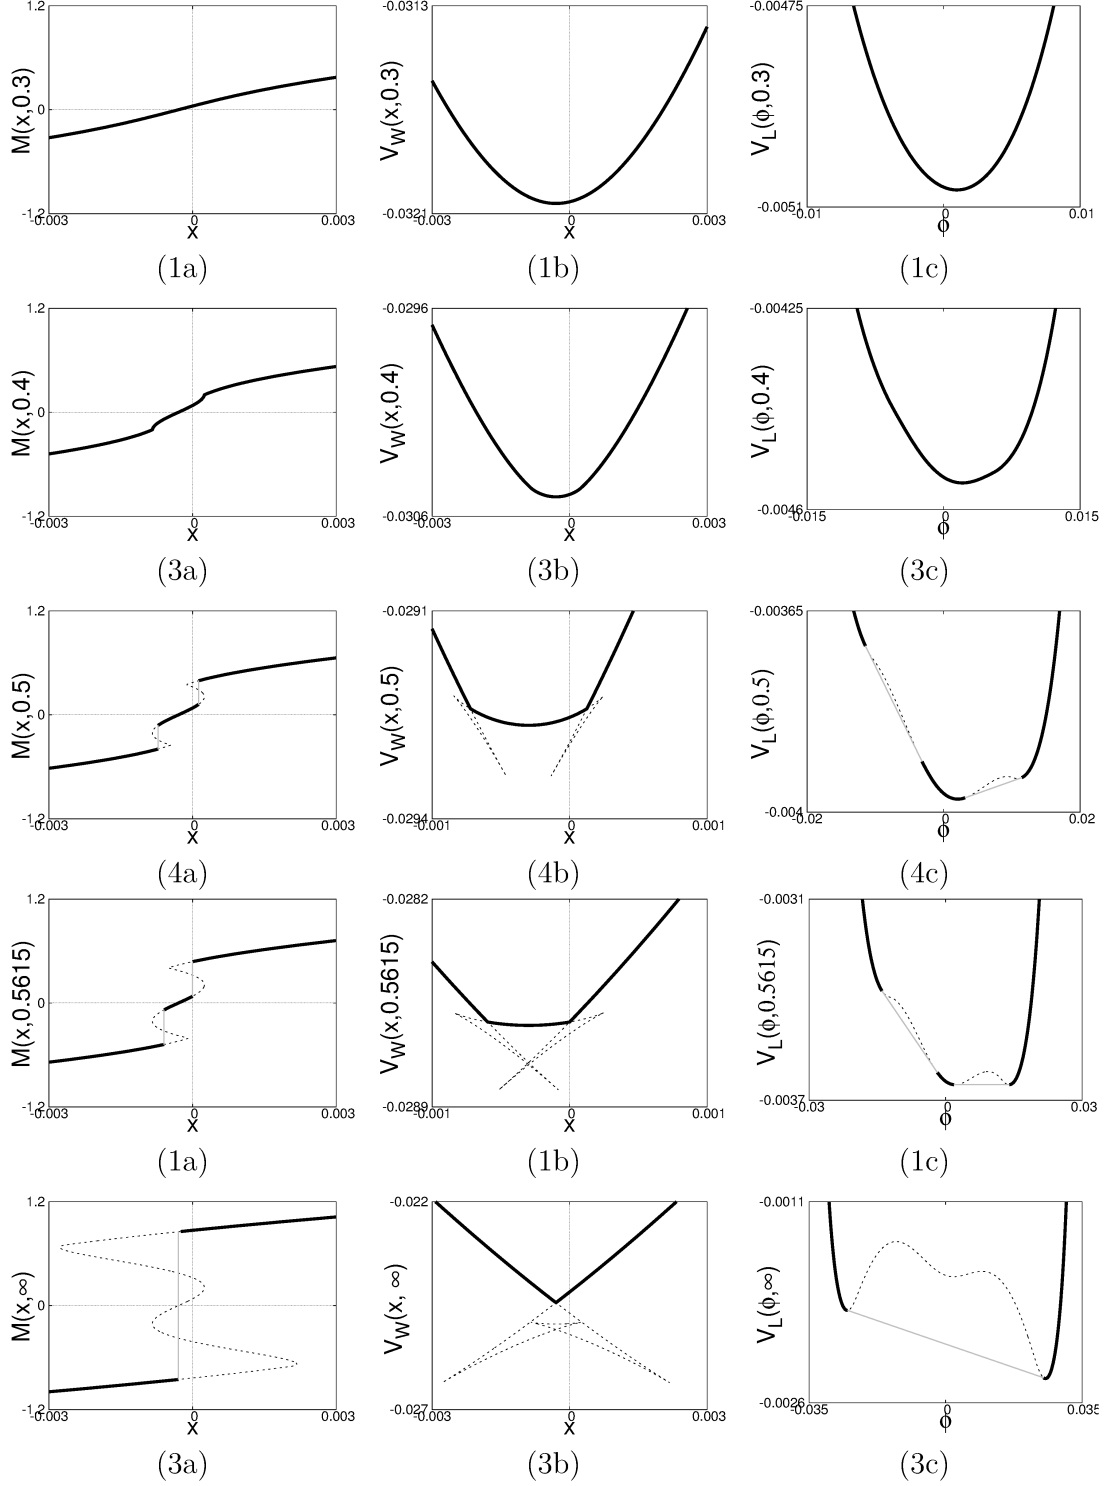 1.2
0
-1.2
-0.003
0
0.003
M(x,0.3)
x
(1a)
-0.0313
-0.0321
-0.003
0
0.003
V_W(x,0.3)
x
(1b)
-0.00475
-0.0051
-0.01
0
0.01
V_L(ϕ,0.3)
ϕ
(1c)
1.2
0
-1.2
-0.003
0
0.003
M(x,0.4)
x
(3a)
-0.0296
-0.0306
-0.003
0
0.003
V_W(x,0.4)
x
(3b)
-0.00425
-0.0046
-0.015
0
0.015
V_L(ϕ,0.4)
ϕ
(3c)
1.2
0
-1.2
-0.003
0
0.003
M(x,0.5)
x
(4a)
-0.0291
-0.0294
-0.001
0
0.001
V_W(x,0.5)
x
(4b)
-0.00365
-0.004
-0.02
0
0.02
V_L(ϕ,0.5)
ϕ
(4c)
1.2
0
-1.2
-0.003
0
0.003
M(x,0.5615)
x
(1a)
-0.0282
-0.0289
-0.001
0
0.001
V_W(x,0.5615)
x
(1b)
-0.0031
-0.0037
-0.03
0
0.03
V_L(ϕ,0.5615)
ϕ
(1c)
1.2
0
-1.2
-0.003
0
0.003
M(x,∞)
x
(3a)
-0.022
-0.027
-0.003
0
0.003
V_W(x, ∞)
x
(3b)
-0.0011
-0.0026
-0.035
0
0.035
V_L(ϕ,∞)
ϕ
(3c)